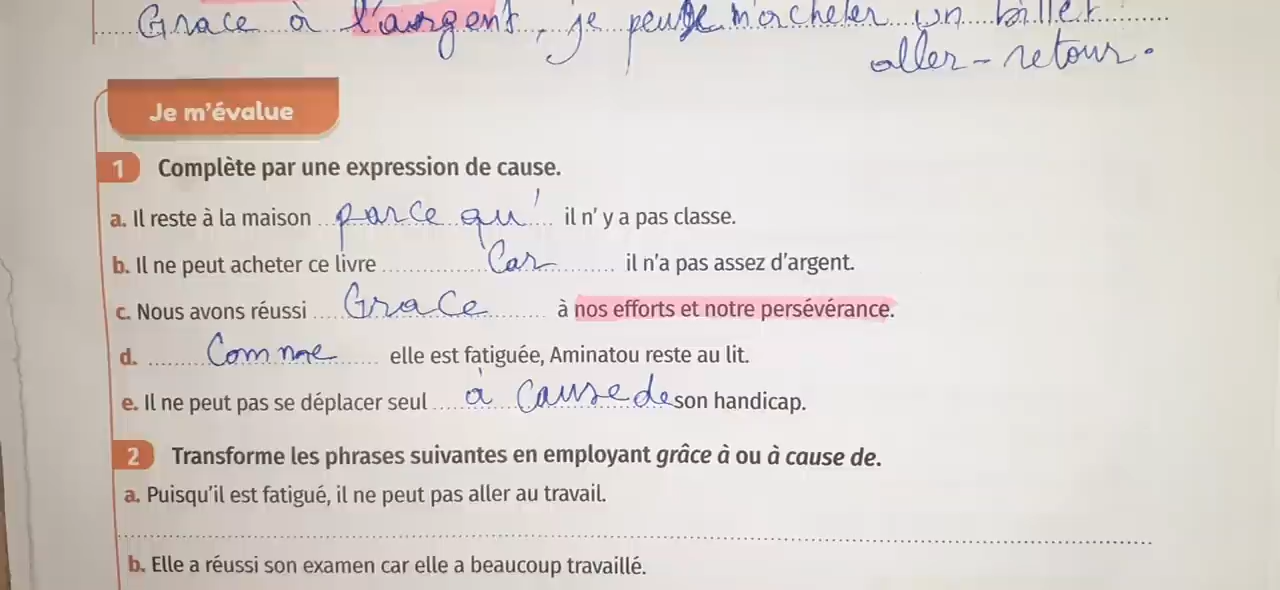 Grace à l'argent, je peux m'acheter un billet
aller-retour.
Je m'évalue
1 Complète par une expression de cause.
a. Il reste à la maison parce qu' il n' y a pas classe.
b. Il ne peut acheter ce livre Car il n'a pas assez d'argent.
c. Nous avons réussi Grace à nos efforts et notre persévérance.
d. Comme elle est fatiguée, Aminatou reste au lit.
e. Il ne peut pas se déplacer seul à cause de son handicap.
2 Transforme les phrases suivantes en employant grâce à ou à cause de.
a. Puisqu'il est fatigué, il ne peut pas aller au travail.
b. Elle a réussi son examen car elle a beaucoup travaillé.